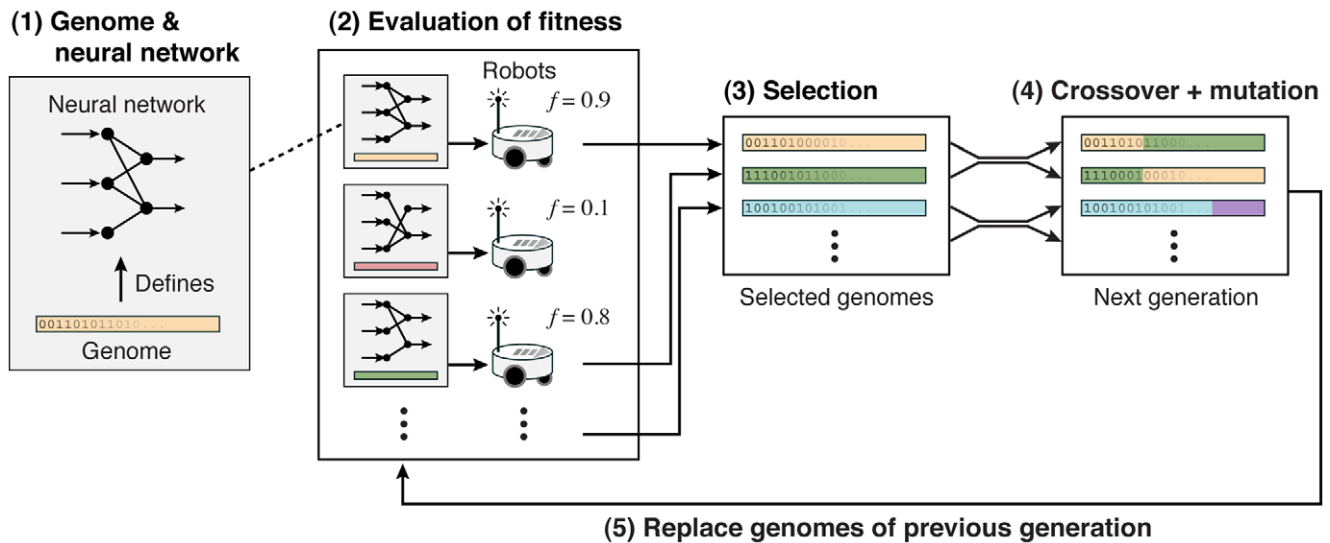 (1) Genome &
neural network
Neural network
Defines
001101011010...
Genome
(2) Evaluation of fitness
Robots
f = 0.9
f = 0.1
f = 0.8
(3) Selection
001101000010...
111001011000...
100100101001...
Selected genomes
(4) Crossover + mutation
001101011000...
111000100010...
100100101001...
Next generation
(5) Replace genomes of previous generation